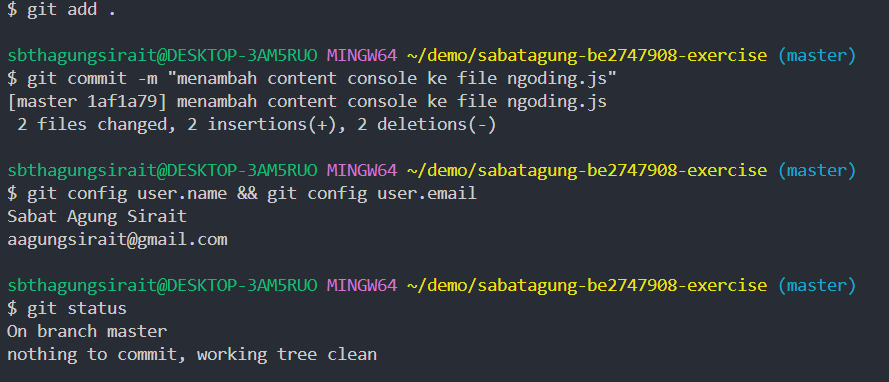 $ git add .
sbthagungsirait@DESKTOP-3AM5RUO MINGW64 ~/demo/sabatagung-be2747908-exercise (master)
$ git commit -m "menambah content console ke file ngoding.js"
[master 1af1a79] menambah content console ke file ngoding.js
 2 files changed, 2 insertions(+), 2 deletions(-)
sbthagungsirait@DESKTOP-3AM5RUO MINGW64 ~/demo/sabatagung-be2747908-exercise (master)
$ git config user.name && git config user.email
Sabat Agung Sirait
aagungsirait@gmail.com
sbthagungsirait@DESKTOP-3AM5RUO MINGW64 ~/demo/sabatagung-be2747908-exercise (master)
$ git status
On branch master
nothing to commit, working tree clean